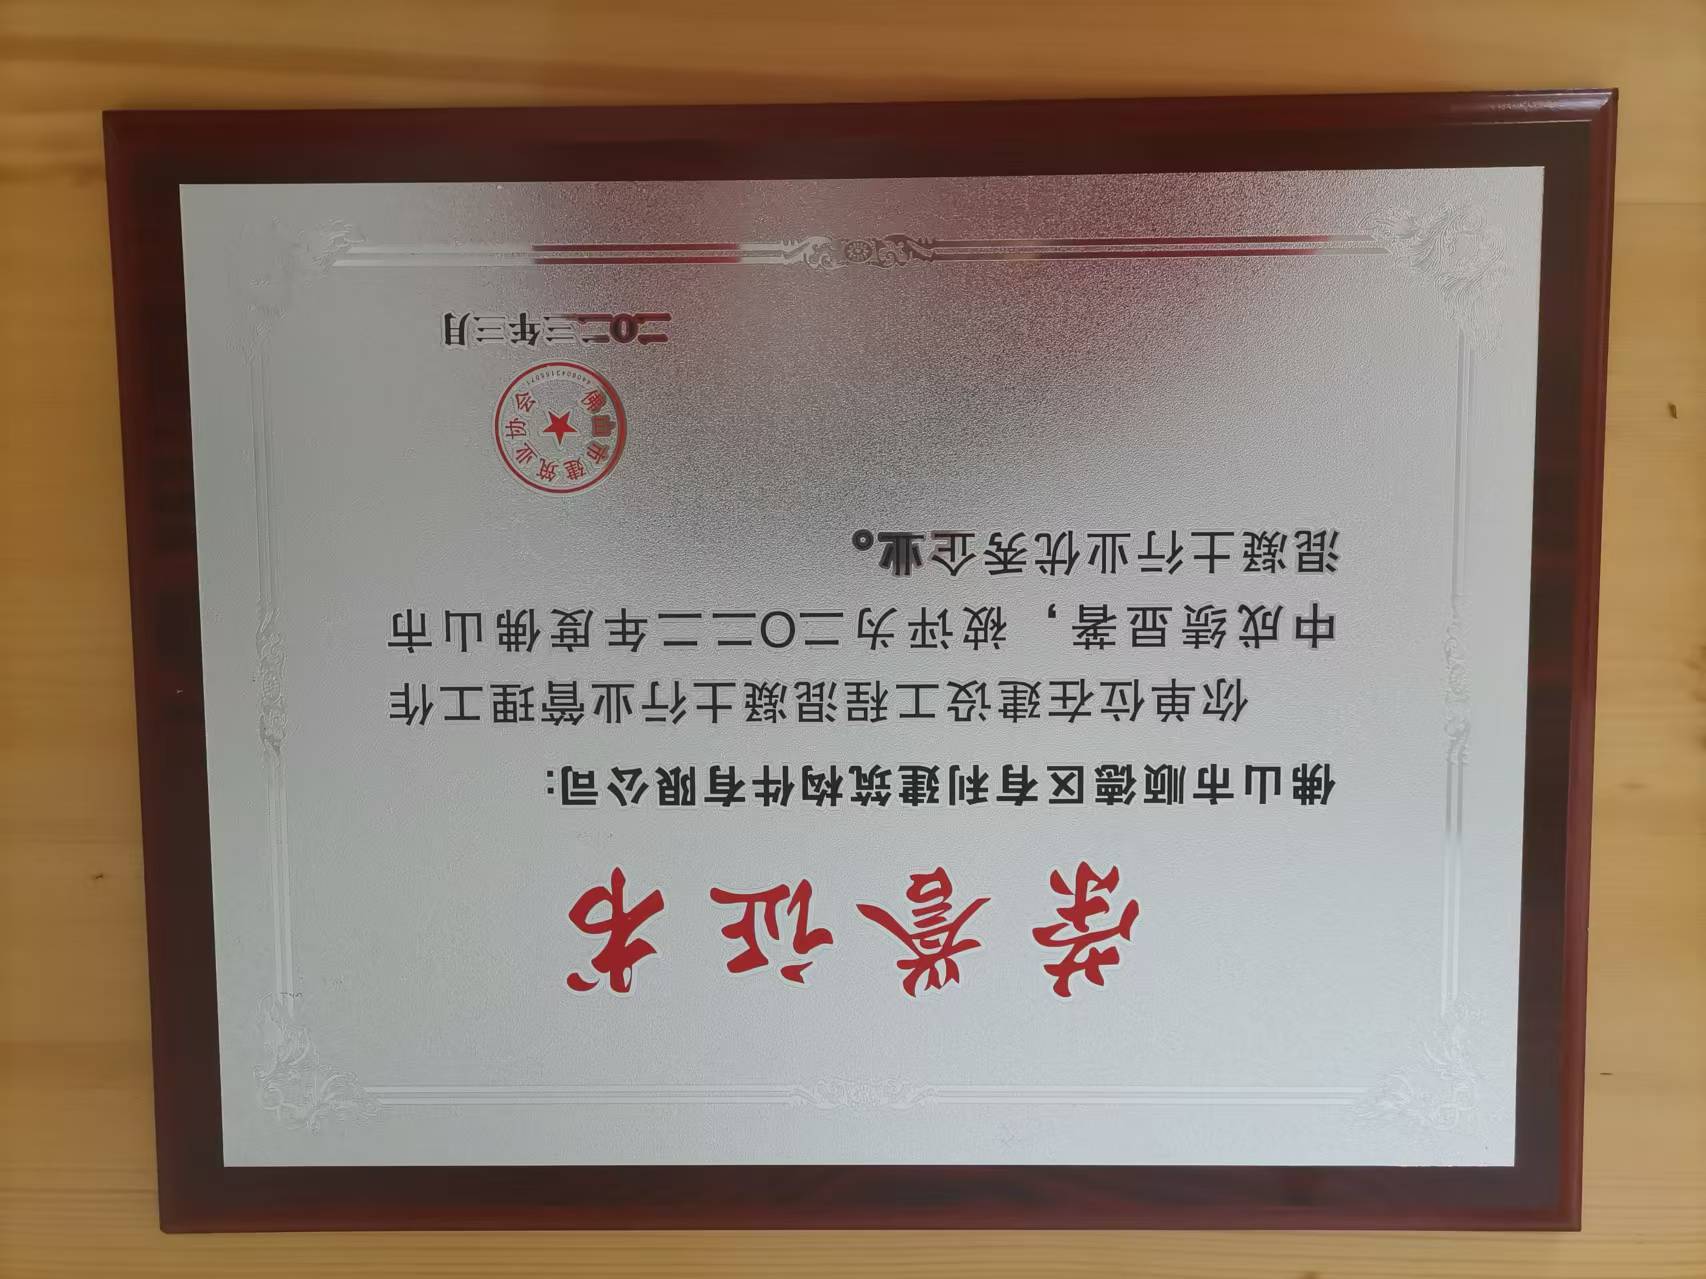 荣誉证书
佛山市顺德区有利建筑构件有限公司:
你单位在建设工程混凝土行业管理工作
中成绩显著，被评为二〇二二年度佛山市
混凝土行业优秀企业。
佛山市建筑业协会
二〇二三年三月